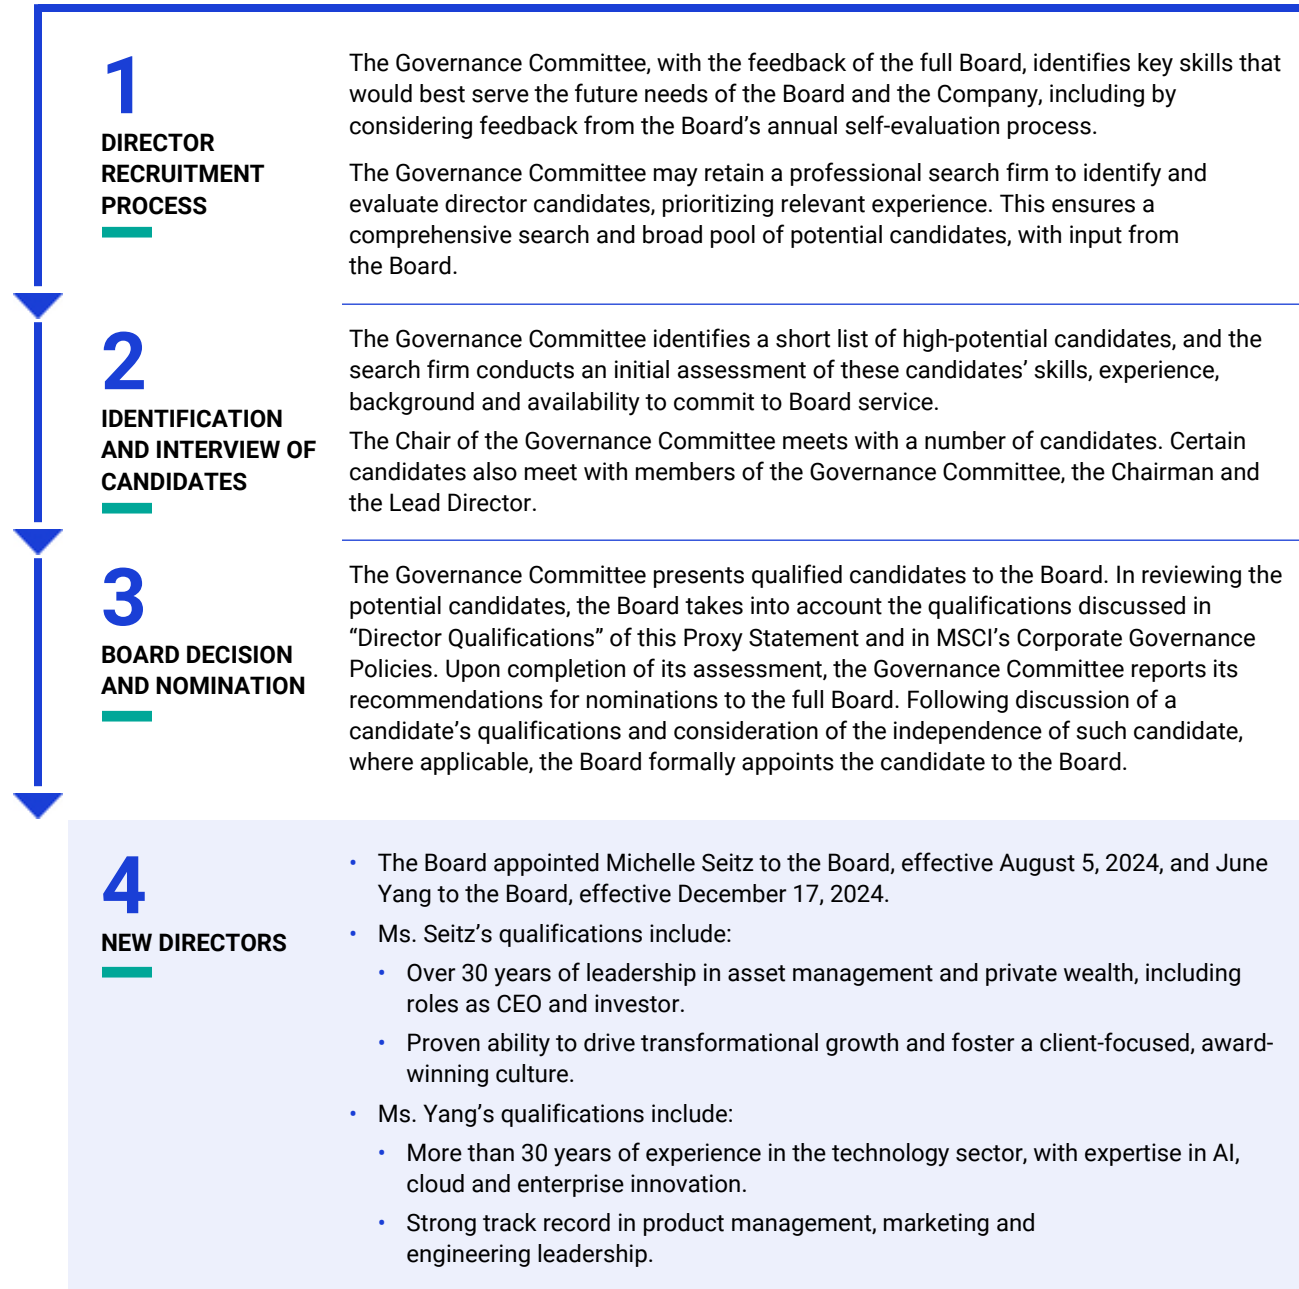 1
DIRECTOR
RECRUITMENT
PROCESS
The Governance Committee, with the feedback of the full Board, identifies key skills that
would best serve the future needs of the Board and the Company, including by
considering feedback from the Board’s annual self-evaluation process.
The Governance Committee may retain a professional search firm to identify and
evaluate director candidates, prioritizing relevant experience. This ensures a
comprehensive search and broad pool of potential candidates, with input from
the Board.
2
IDENTIFICATION
AND INTERVIEW OF
CANDIDATES
The Governance Committee identifies a short list of high-potential candidates, and the
search firm conducts an initial assessment of these candidates’ skills, experience,
background and availability to commit to Board service.
The Chair of the Governance Committee meets with a number of candidates. Certain
candidates also meet with members of the Governance Committee, the Chairman and
the Lead Director.
3
BOARD DECISION
AND NOMINATION
The Governance Committee presents qualified candidates to the Board. In reviewing the
potential candidates, the Board takes into account the qualifications discussed in
“Director Qualifications” of this Proxy Statement and in MSCI’s Corporate Governance
Policies. Upon completion of its assessment, the Governance Committee reports its
recommendations for nominations to the full Board. Following discussion of a
candidate’s qualifications and consideration of the independence of such candidate,
where applicable, the Board formally appoints the candidate to the Board.
4
NEW DIRECTORS
• The Board appointed Michelle Seitz to the Board, effective August 5, 2024, and June
Yang to the Board, effective December 17, 2024.
• Ms. Seitz’s qualifications include:
• Over 30 years of leadership in asset management and private wealth, including
roles as CEO and investor.
• Proven ability to drive transformational growth and foster a client-focused, award-
winning culture.
• Ms. Yang’s qualifications include:
• More than 30 years of experience in the technology sector, with expertise in AI,
cloud and enterprise innovation.
• Strong track record in product management, marketing and
engineering leadership.